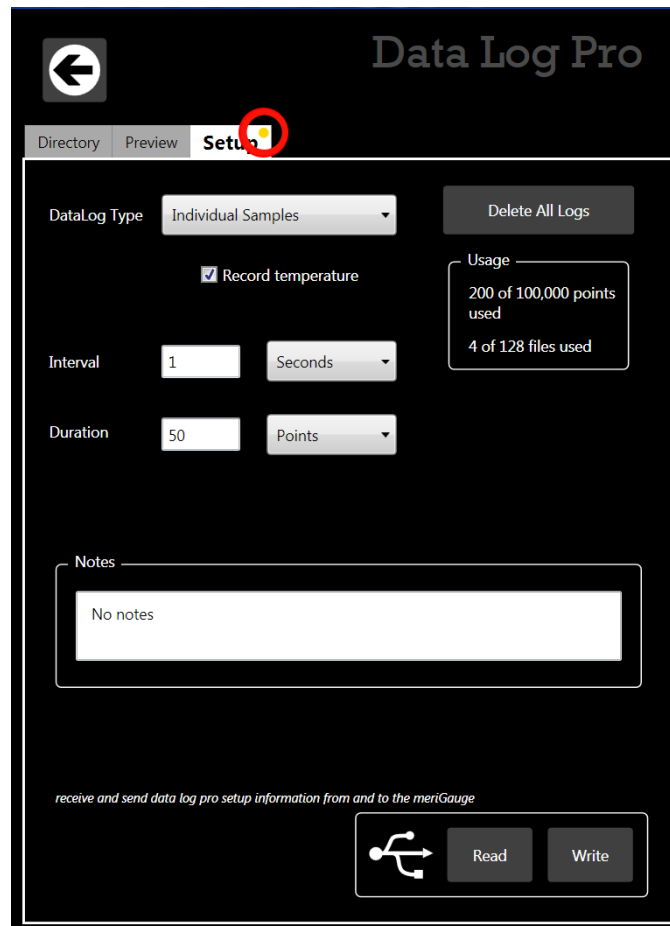 Data Log Pro
Directory Preview Setup
DataLog Type Individual Samples Delete All Logs
Record temperature
Usage
200 of 100,000 points
used
4 of 128 files used
Interval 1 Seconds
Duration 50 Points
Notes
No notes
receive and send data log pro setup information from and to the meriGauge
Read Write